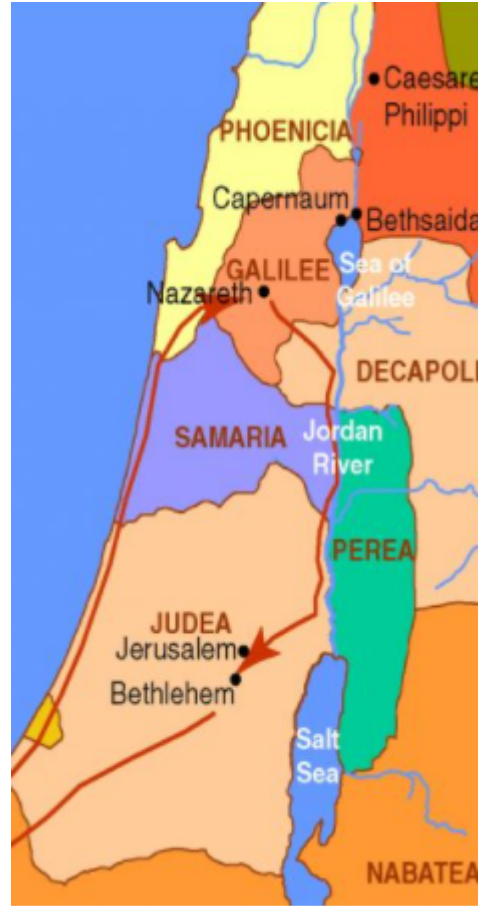 Caesare
Philippi
PHOENICIA
Capernaum
Bethsaida
GALILEE
Sea of
Galilee
Nazareth
DECAPOLI
SAMARIA
Jordan
River
PEREA
JUDEA
Jerusalem
Bethlehem
Salt
Sea
NABATEA